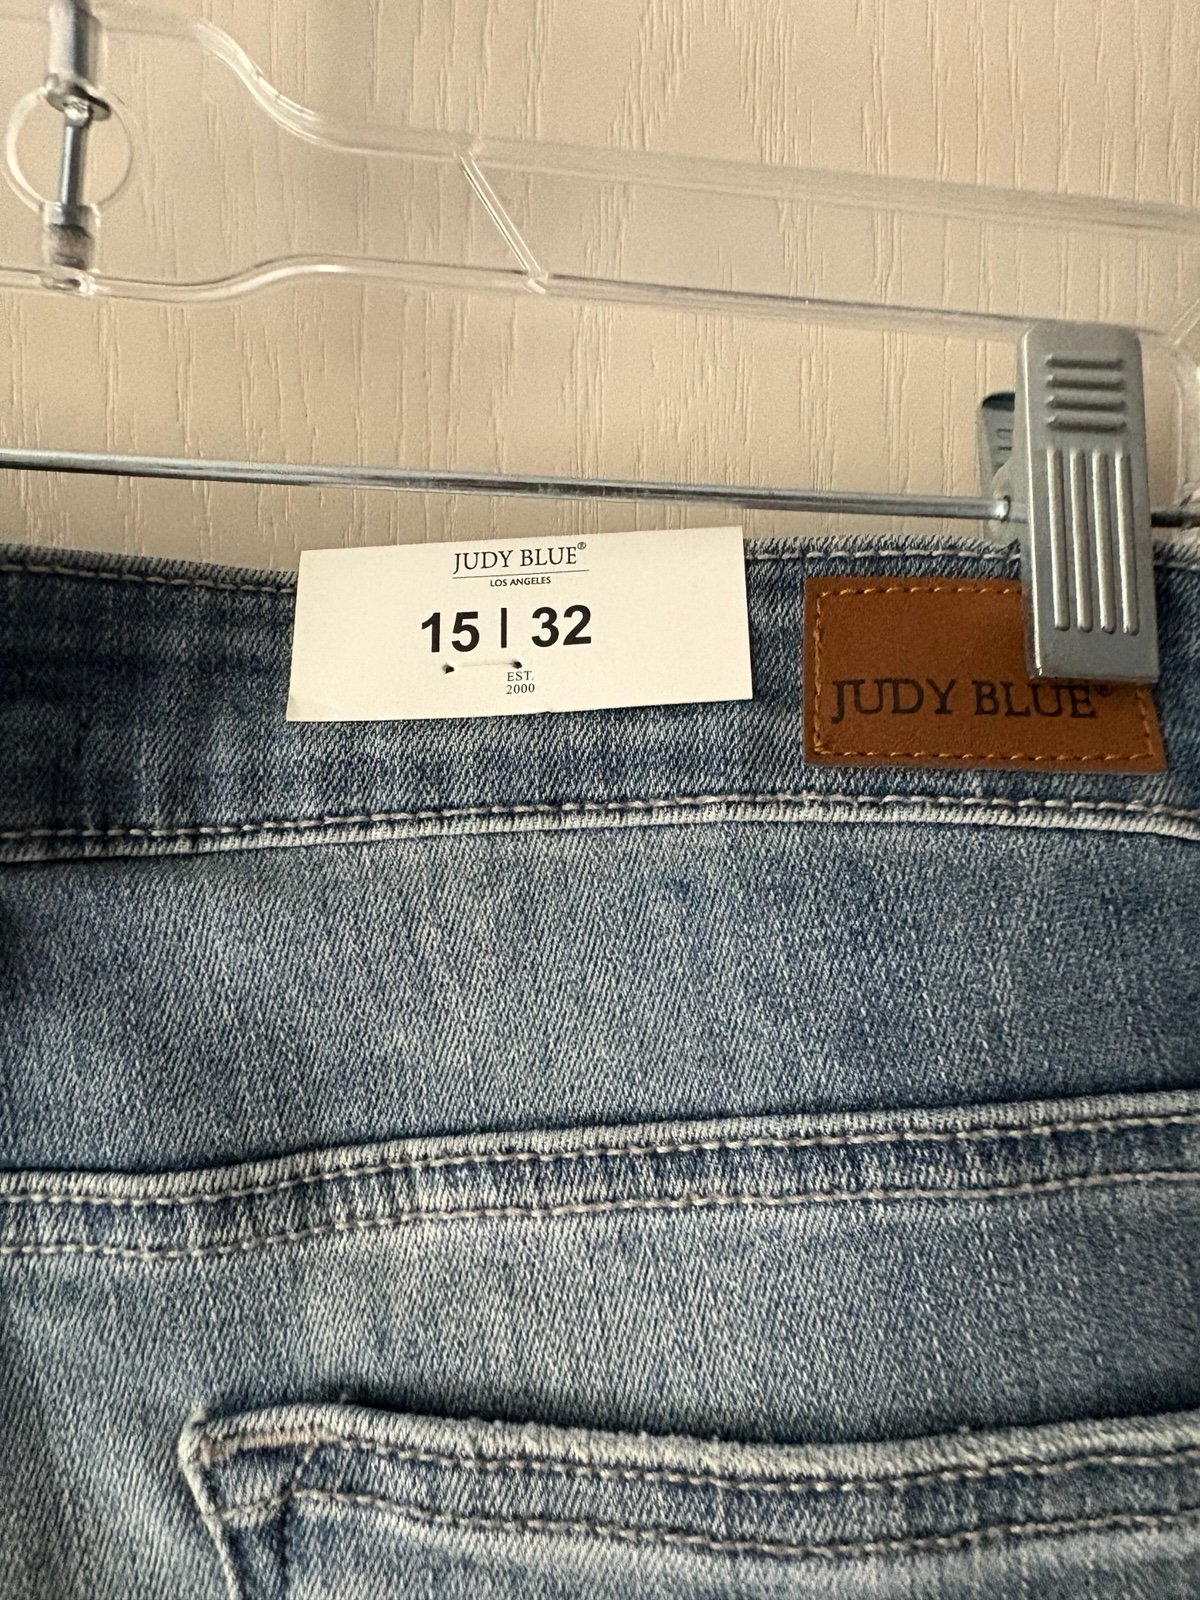 JUDY BLUE®
LOS ANGELES
15 | 32
EST.
2000
JUDY BLUE®